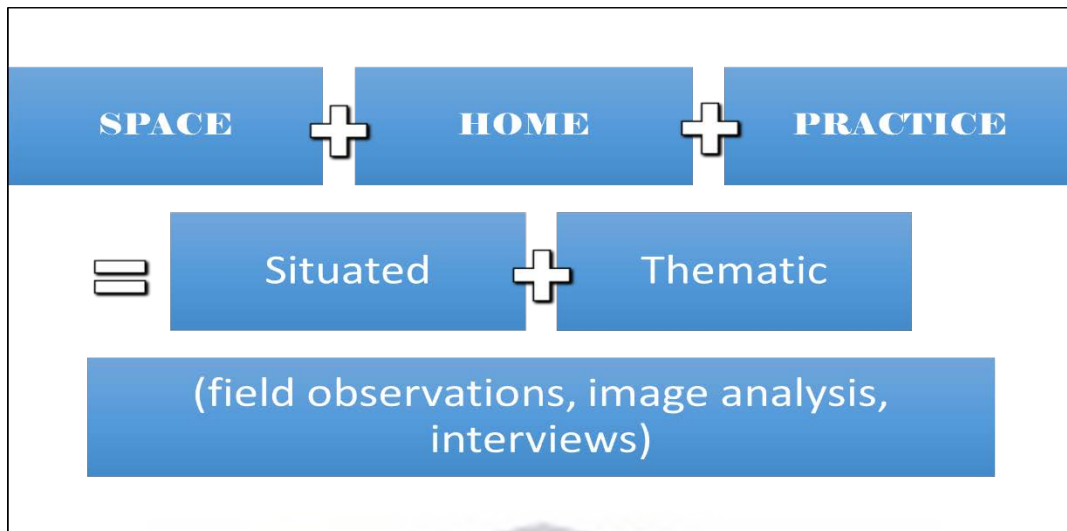 SPACE + HOME + PRACTICE
= Situated + Thematic
(field observations, image analysis,
interviews)